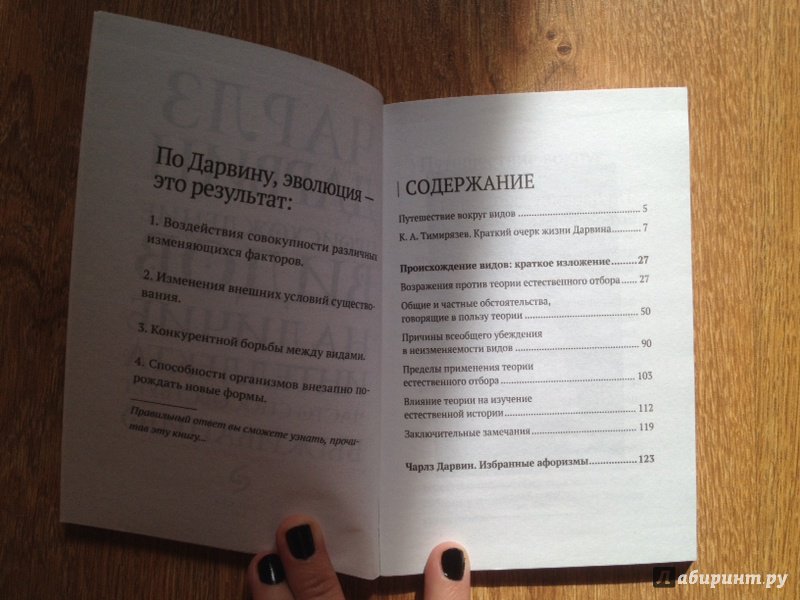 По Дарвину, эволюция –
это результат:
1. Воздействия совокупности различных
изменяющихся факторов.
2. Изменения внешних условий существо-
вания.
3. Конкурентной борьбы между видами.
4. Способности организмов внезапно по-
рождать новые формы.
Правильный ответ вы сможете узнать, прочи-
тав эту книгу...
СОДЕРЖАНИЕ
Путешествие вокруг видов ........ 5
К. А. Тимирязев. Краткий очерк жизни Дарвина ........ 7
Происхождение видов: краткое изложение ........ 27
Возражения против теории естественного отбора ........ 27
Общие и частные обстоятельства,
говорящие в пользу теории ........ 50
Причины всеобщего убеждения
в неизменяемости видов ........ 90
Пределы применения теории
естественного отбора ........ 103
Влияние теории на изучение
естественной истории ........ 112
Заключительные замечания ........ 119
Чарлз Дарвин. Избранные афоризмы ........ 123
Лабиринт.ру